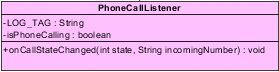 PhoneCallListener
-LOG_TAG : String
-isPhoneCalling : boolean
+onCallStateChanged(int state, String incomingNumber) : void